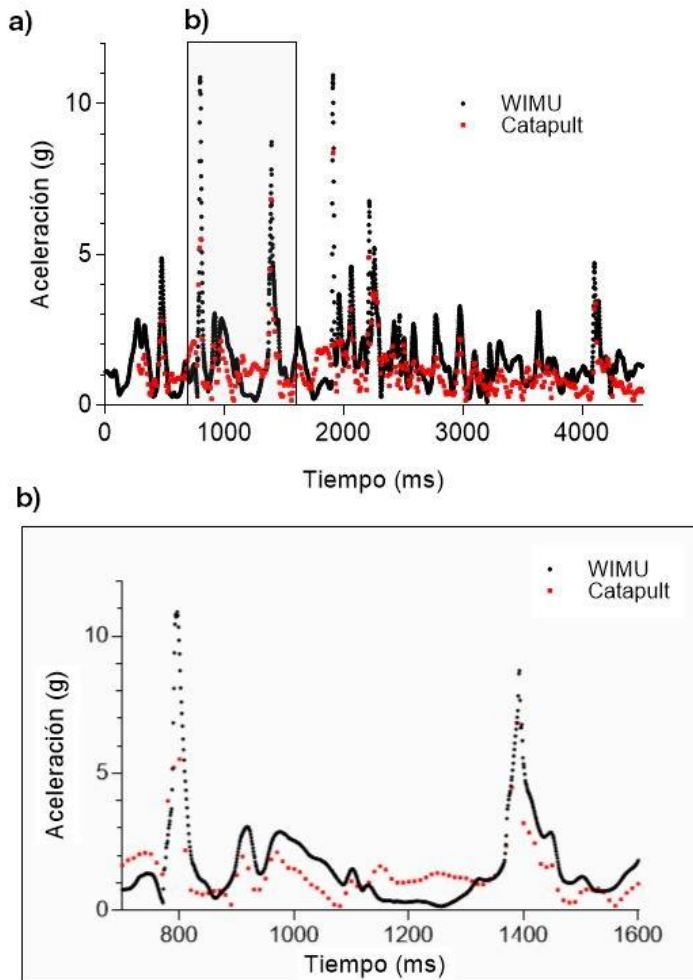 a)
b)
Aceleración (g)
10
5
0
WIMU
Catapult
0 1000 2000 3000 4000
Tiempo (ms)
b)
Aceleración (g)
10
5
0
WIMU
Catapult
800 1000 1200 1400 1600
Tiempo (ms)